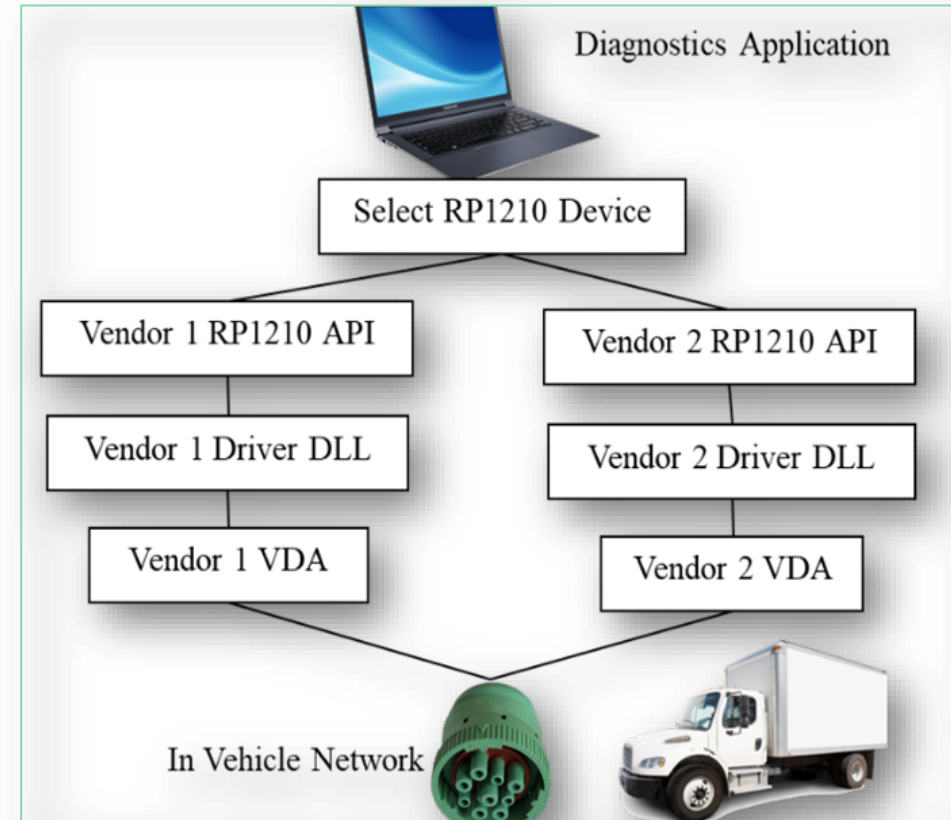 Diagnostics Application
Select RP1210 Device
Vendor 1 RP1210 API
Vendor 2 RP1210 API
Vendor 1 Driver DLL
Vendor 2 Driver DLL
Vendor 1 VDA
Vendor 2 VDA
In Vehicle Network